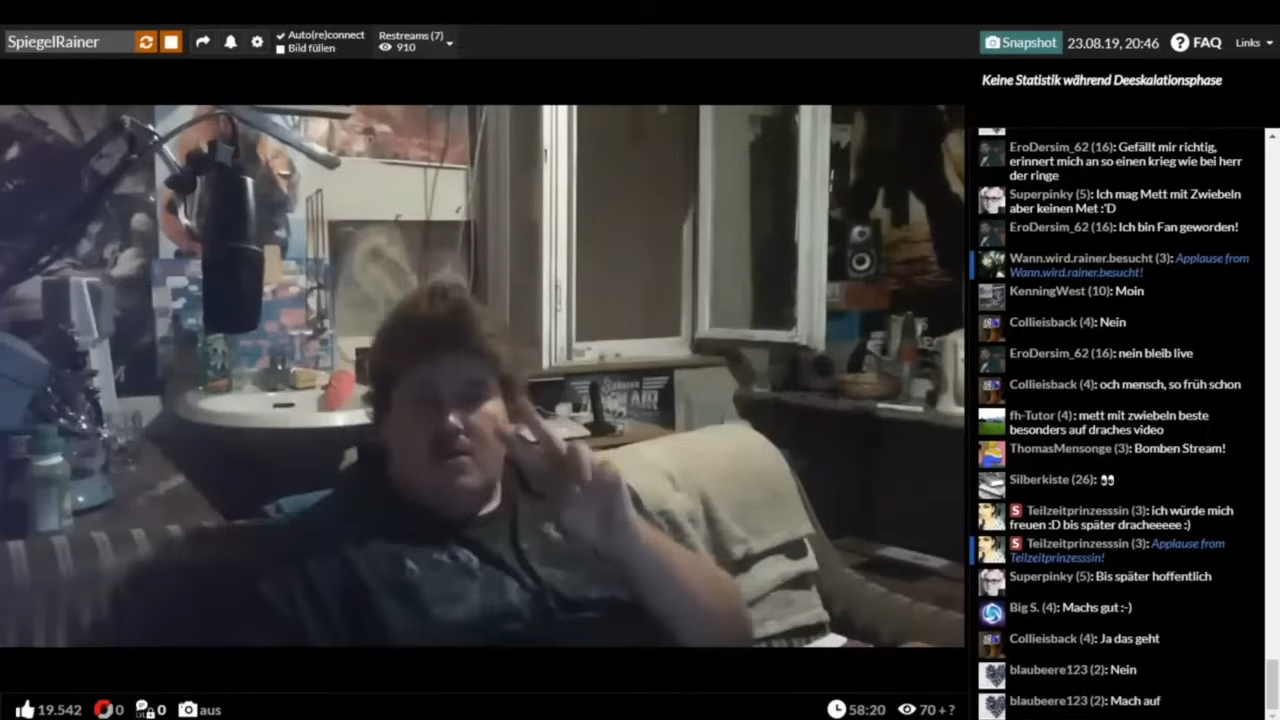 SpiegelRainer
Auto(re)connect
Bild füllen
Restreams (7)
910
Snapshot
23.08.19, 20:46
? FAQ
Links
Keine Statistik während Deeskalationsphase
EroDersim_62 (16): Gefällt mir richtig,
erinnert mich an so einen krieg wie bei herr
der ringe
Superpinky (5): Ich mag Mett mit Zwiebeln
aber keinen Met :'D
EroDersim_62 (16): Ich bin Fan geworden!
Wann.wird.rainer.besucht (3): Applause from
Wann.wird.rainer.besucht!
KenningWest (10): Moin
Collieisback (4): Nein
EroDersim_62 (16): nein bleib live
Collieisback (4): och mensch, so früh schon
fh-Tutor (4): mett mit zwiebeln beste
besonders auf draches video
ThomasMensonge (3): Bomben Stream!
Silberkiste (26): 👀
S Teilzeitprinzesssin (3): ich würde mich
freuen :D bis später dracheeeee :)
S Teilzeitprinzesssin (3): Applause from
Teilzeitprinzesssin!
Superpinky (5): Bis später hoffentlich
Big S. (4): Machs gut :-)
Collieisback (4): Ja das geht
blaubeere123 (2): Nein
blaubeere123 (2): Mach auf
19.542
0
0
aus
58:20
70 + ?